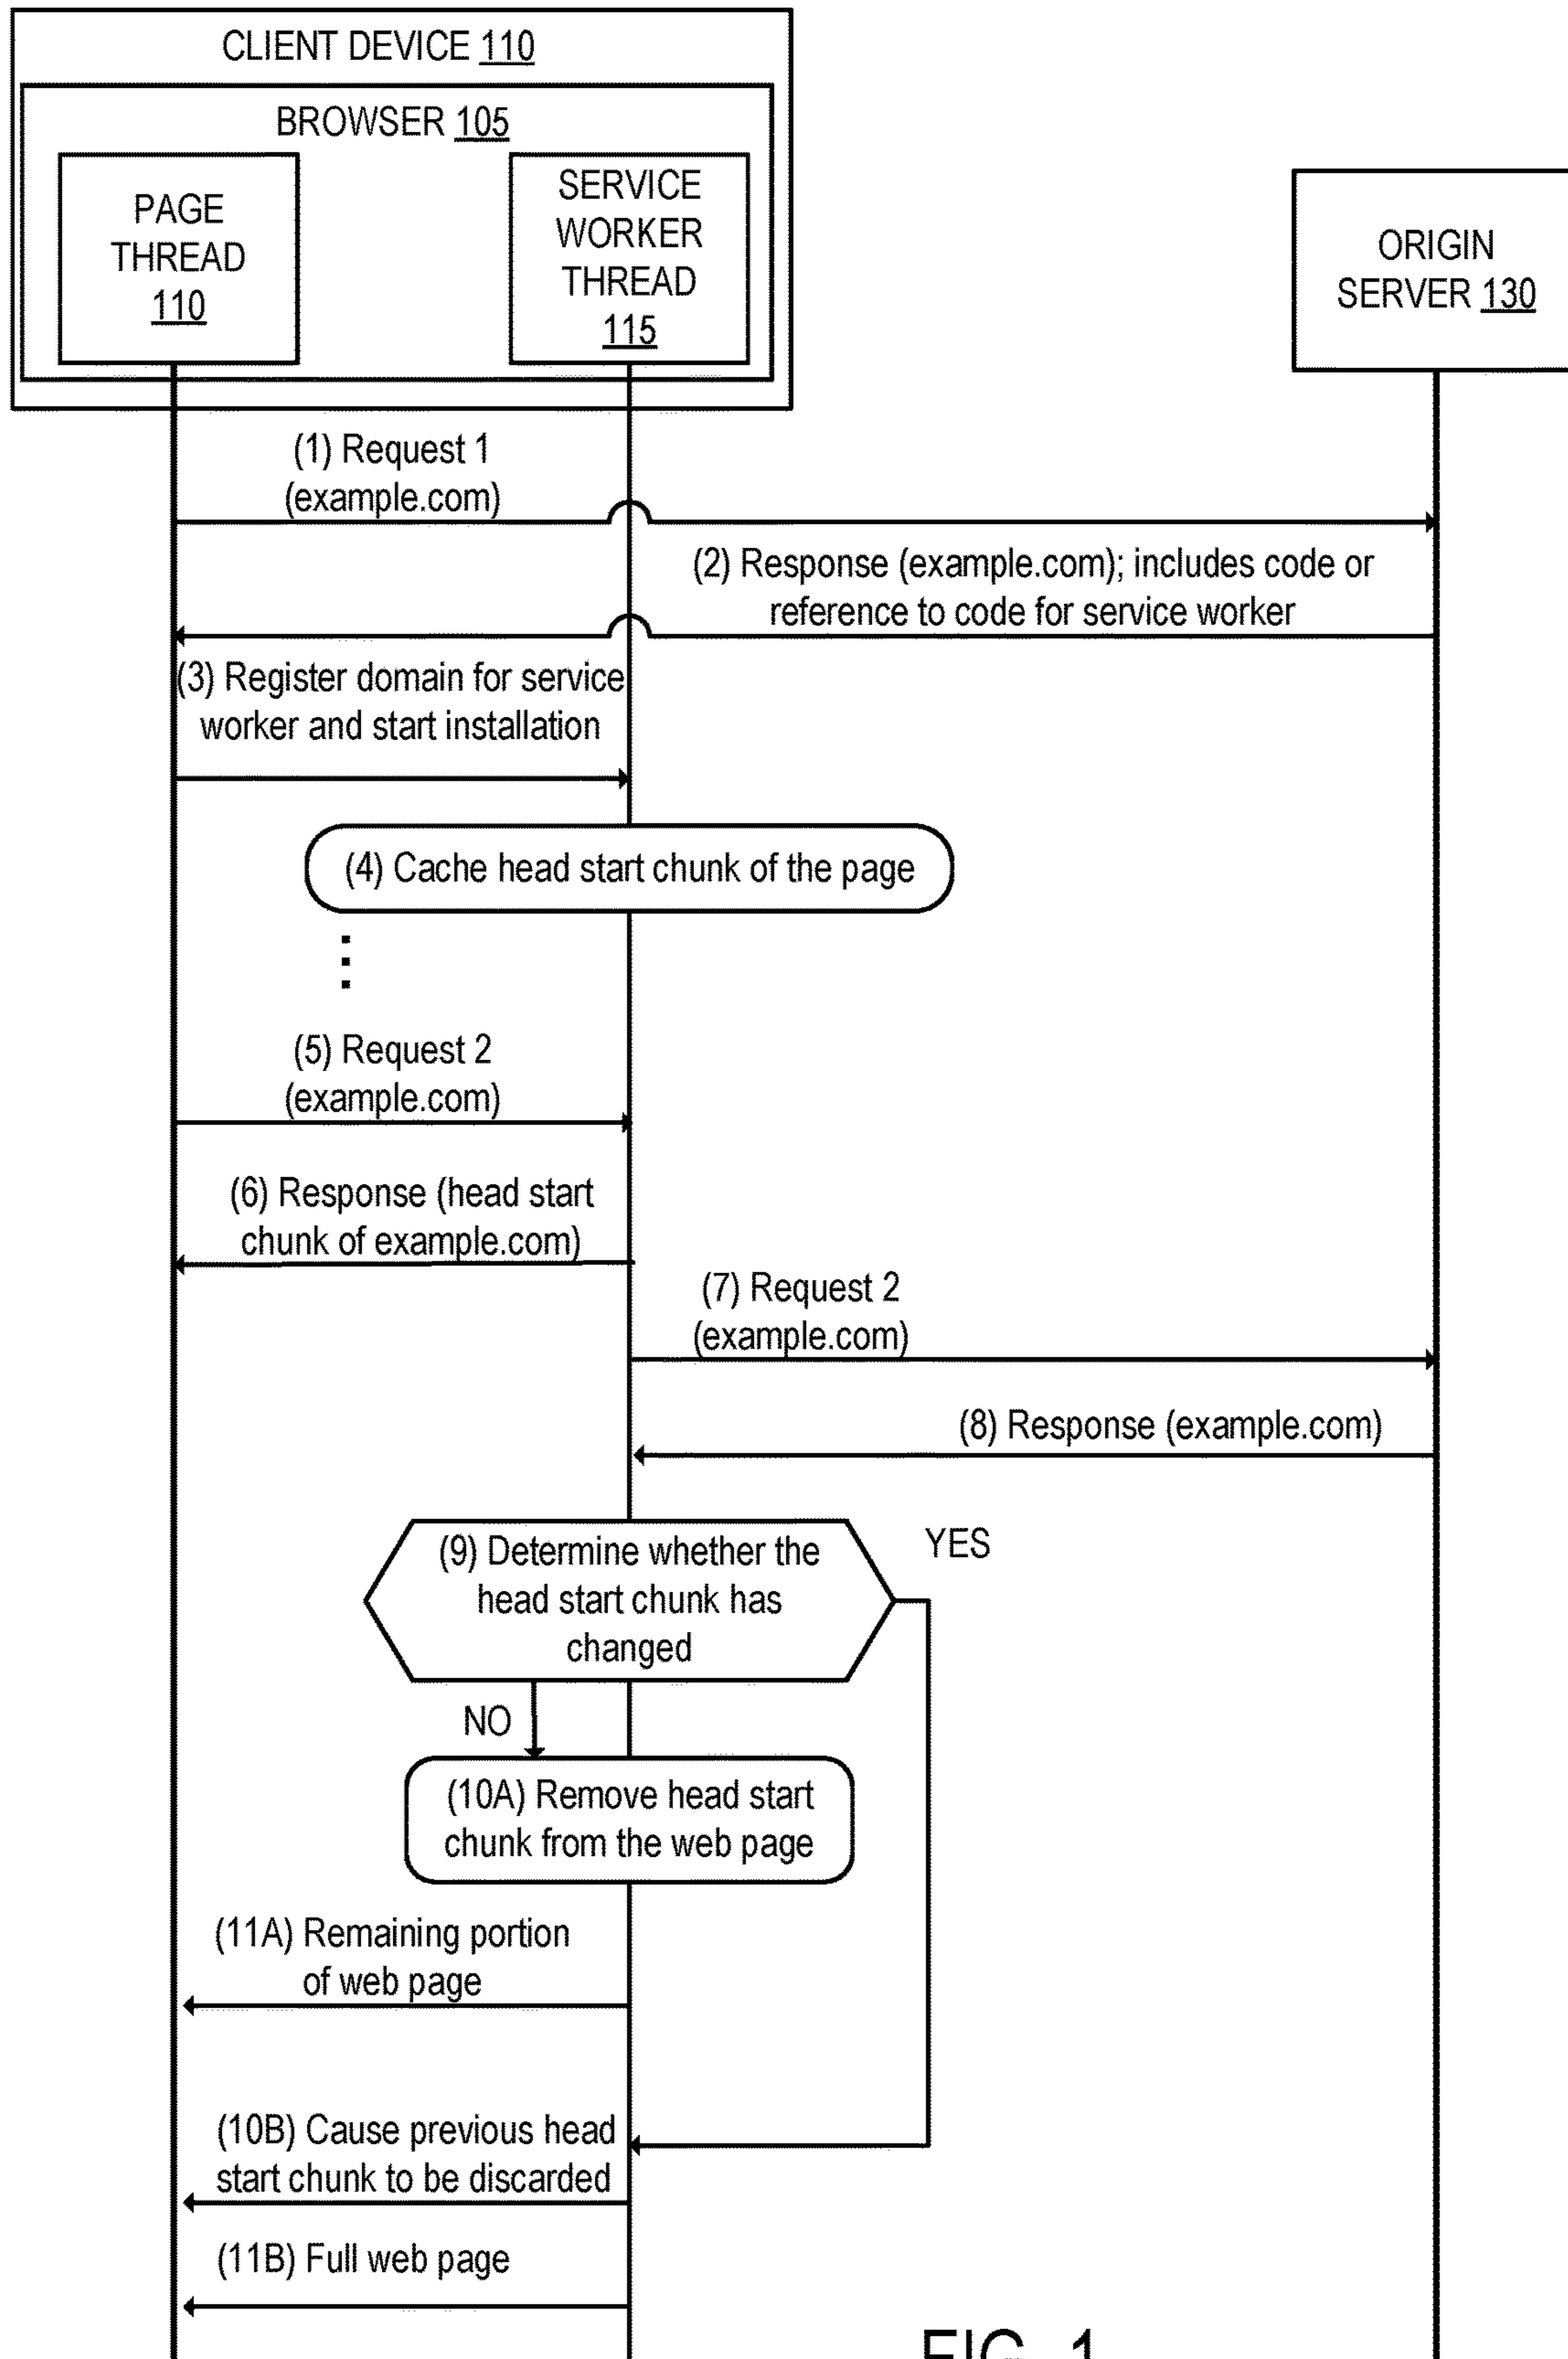 CLIENT DEVICE 110
BROWSER 105
PAGE
THREAD
110
SERVICE
WORKER
THREAD
115
ORIGIN
SERVER 130
(1) Request 1
(example.com)
(2) Response (example.com); includes code or
reference to code for service worker
(3) Register domain for service
worker and start installation
(4) Cache head start chunk of the page
(5) Request 2
(example.com)
(6) Response (head start
chunk of example.com)
(7) Request 2
(example.com)
(8) Response (example.com)
(9) Determine whether the
head start chunk has
changed
YES
NO
(10A) Remove head start
chunk from the web page
(11A) Remaining portion
of web page
(10B) Cause previous head
start chunk to be discarded
(11B) Full web page
FIG. 1